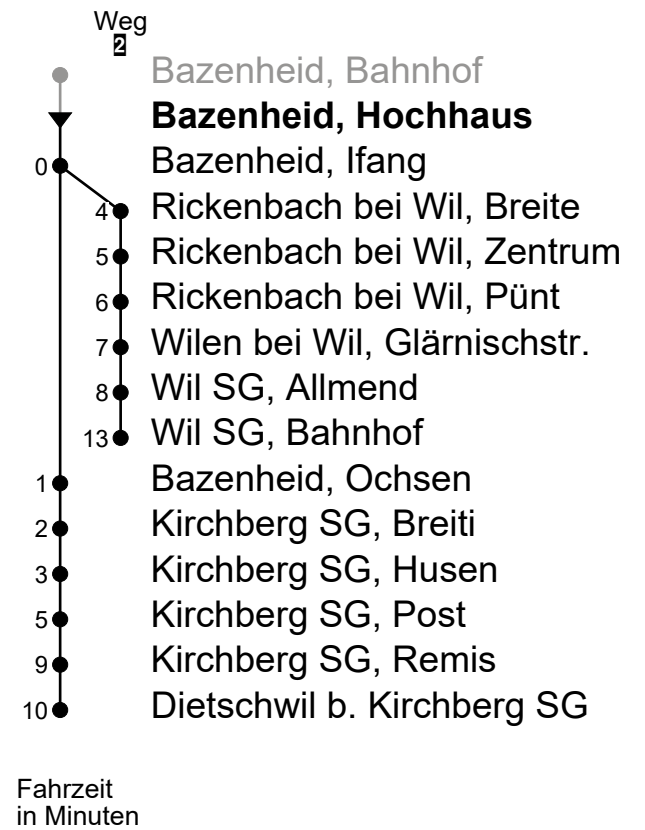 Weg
2
Bazenheid, Bahnhof
Bazenheid, Hochhaus
0 Bazenheid, Ifang
4 Rickenbach bei Wil, Breite
5 Rickenbach bei Wil, Zentrum
6 Rickenbach bei Wil, Pünt
7 Wilen bei Wil, Glärnischstr.
8 Wil SG, Allmend
13 Wil SG, Bahnhof
1 Bazenheid, Ochsen
2 Kirchberg SG, Breiti
3 Kirchberg SG, Husen
5 Kirchberg SG, Post
9 Kirchberg SG, Remis
10 Dietschwil b. Kirchberg SG
Fahrzeit
in Minuten